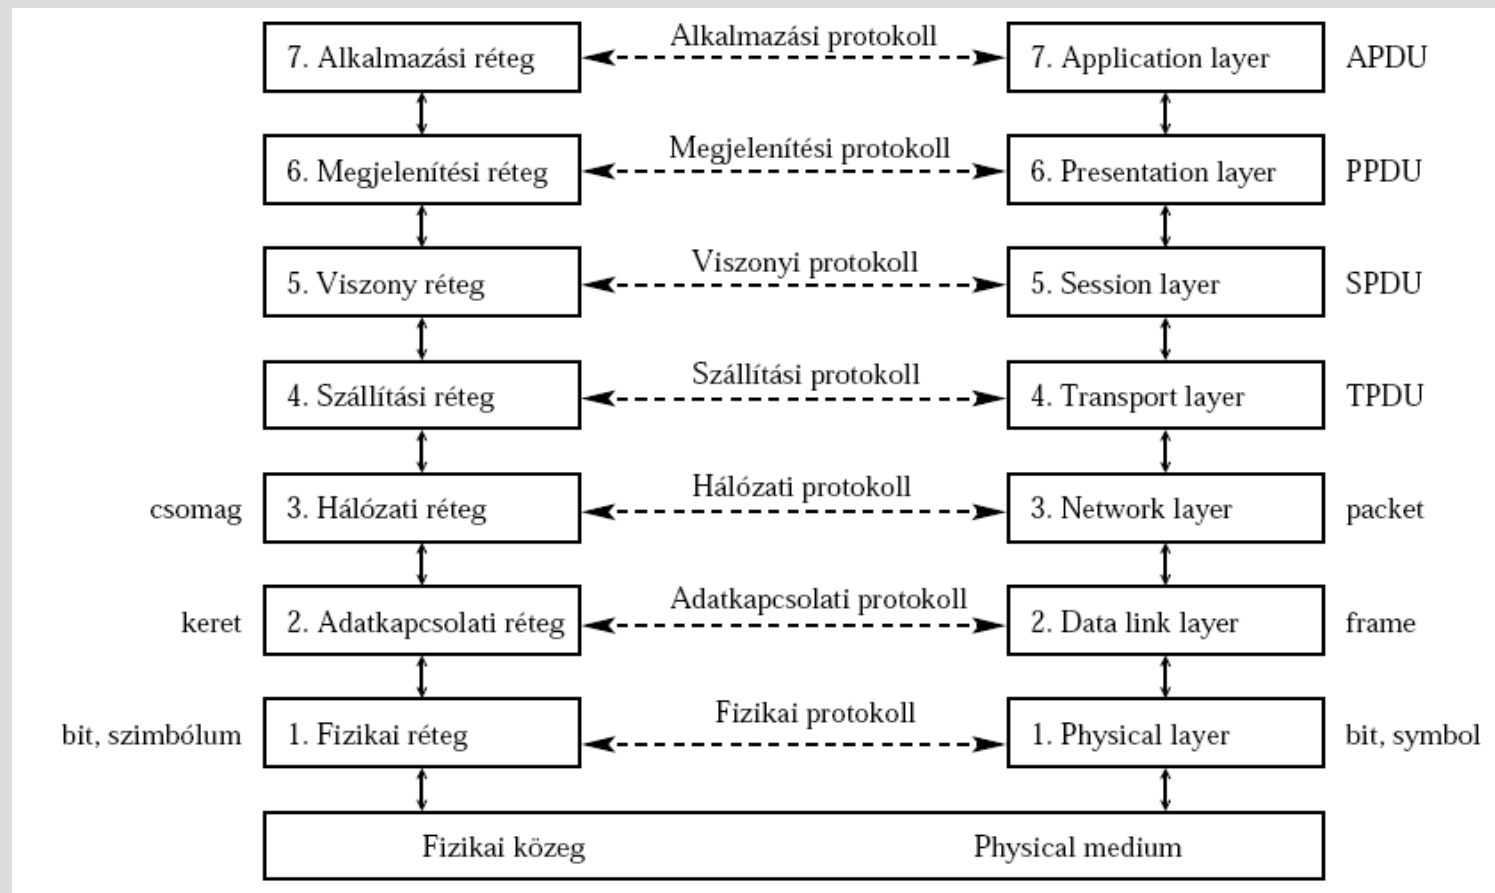 Alkalmazási protokoll
7. Alkalmazási réteg
7. Application layer
APDU
Megjelenítési protokoll
6. Megjelenítési réteg
6. Presentation layer
PPDU
Viszonyi protokoll
5. Viszony réteg
5. Session layer
SPDU
Szállítási protokoll
4. Szállítási réteg
4. Transport layer
TPDU
Hálózati protokoll
csomag
3. Hálózati réteg
3. Network layer
packet
Adatkapcsolati protokoll
keret
2. Adatkapcsolati réteg
2. Data link layer
frame
Fizikai protokoll
bit, szimbólum
1. Fizikai réteg
1. Physical layer
bit, symbol
Fizikai közeg
Physical medium